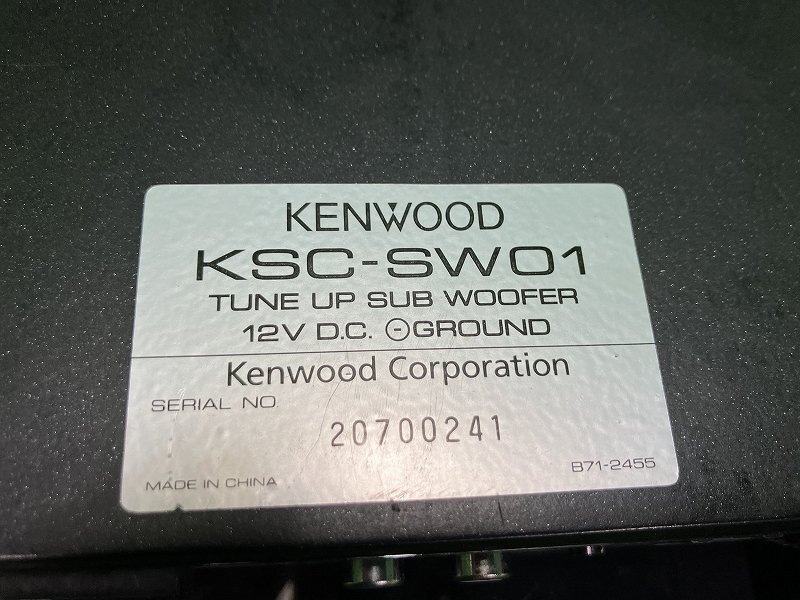 KENWOOD
KSC-SW01
TUNE UP SUB WOOFER
12V D.C. ⊖GROUND
Kenwood Corporation
SERIAL NO.
20700241
B71-2455
MADE IN CHINA